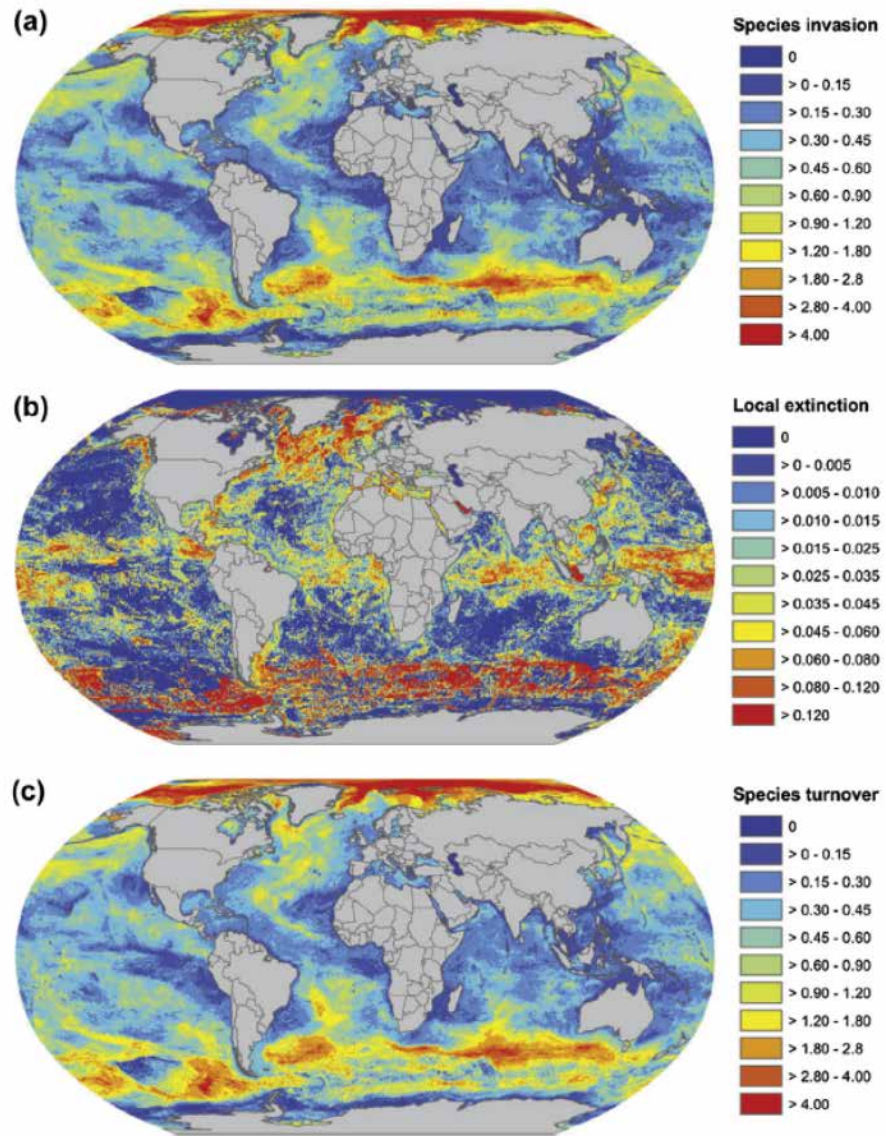 (a)
Species invasion
0
> 0 - 0.15
> 0.15 - 0.30
> 0.30 - 0.45
> 0.45 - 0.60
> 0.60 - 0.90
> 0.90 - 1.20
> 1.20 - 1.80
> 1.80 - 2.8
> 2.80 - 4.00
> 4.00
(b)
Local extinction
0
> 0 - 0.005
> 0.005 - 0.010
> 0.010 - 0.015
> 0.015 - 0.025
> 0.025 - 0.035
> 0.035 - 0.045
> 0.045 - 0.060
> 0.060 - 0.080
> 0.080 - 0.120
> 0.120
(c)
Species turnover
0
> 0 - 0.15
> 0.15 - 0.30
> 0.30 - 0.45
> 0.45 - 0.60
> 0.60 - 0.90
> 0.90 - 1.20
> 1.20 - 1.80
> 1.80 - 2.8
> 2.80 - 4.00
> 4.00